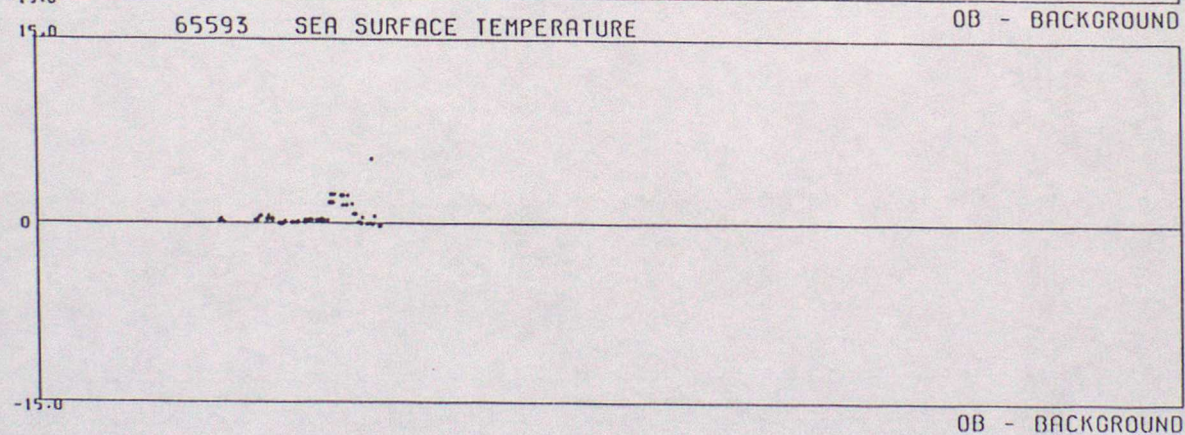 OB - BACKGROUND
15.0 65593 SEA SURFACE TEMPERATURE
0
-15.0
OB - BACKGROUND